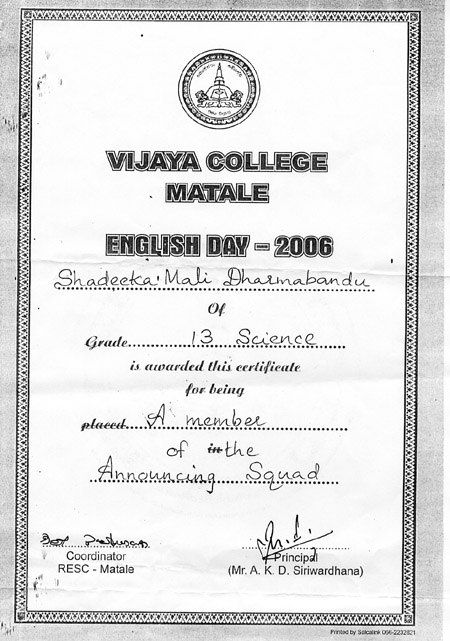 VIJAYA COLLEGE
MATALE
ENGLISH DAY – 2006
Shadeeka Mali Dharmabandu
Of
Grade 13 Science
is awarded this certificate
for being
placed A member
of in the
Announcing Squad
Coordinator
RESC - Matale
Principal
(Mr. A. K. D. Siriwardhana)
Printed by Salcalink 066-2232821